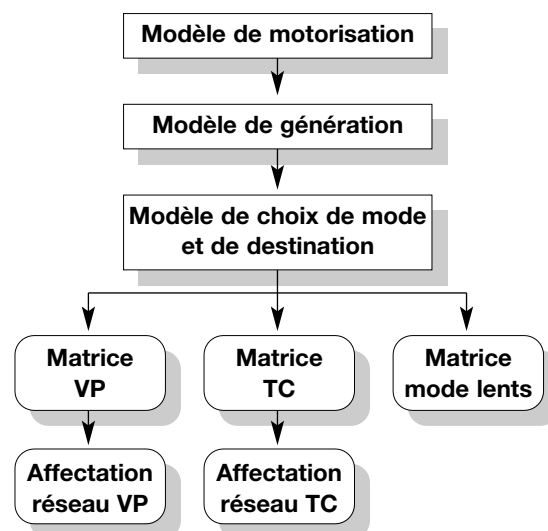 Modèle de motorisation
Modèle de génération
Modèle de choix de mode
et de destination
Matrice
VP
Matrice
TC
Matrice
mode lents
Affectation
réseau VP
Affectation
réseau TC